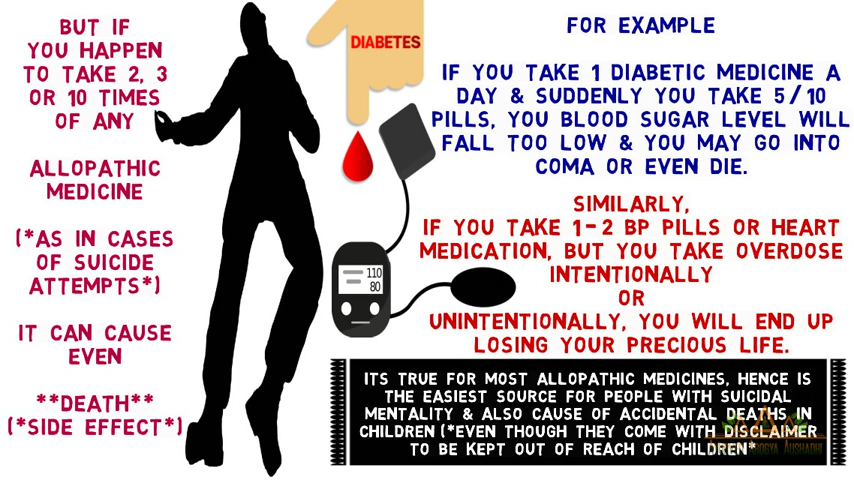 BUT IF
YOU HAPPEN
TO TAKE 2, 3
OR 10 TIMES
OF ANY
ALLOPATHIC
MEDICINE
(*AS IN CASES
OF SUICIDE
ATTEMPTS*)
IT CAN CAUSE
EVEN
**DEATH**
(*SIDE EFFECT*)
DIABETES
110
80
FOR EXAMPLE
IF YOU TAKE 1 DIABETIC MEDICINE A
DAY & SUDDENLY YOU TAKE 5/10
PILLS, YOU BLOOD SUGAR LEVEL WILL
FALL TOO LOW & YOU MAY GO INTO
COMA OR EVEN DIE.
SIMILARLY,
IF YOU TAKE 1-2 BP PILLS OR HEART
MEDICATION, BUT YOU TAKE OVERDOSE
INTENTIONALLY
OR
UNINTENTIONALLY, YOU WILL END UP
LOSING YOUR PRECIOUS LIFE.
ITS TRUE FOR MOST ALLOPATHIC MEDICINES, HENCE IS
THE EASIEST SOURCE FOR PEOPLE WITH SUICIDAL
MENTALITY & ALSO CAUSE OF ACCIDENTAL DEATHS IN
CHILDREN (*EVEN THOUGH THEY COME WITH DISCLAIMER
TO BE KEPT OUT OF REACH OF CHILDREN*
AUSHADHI